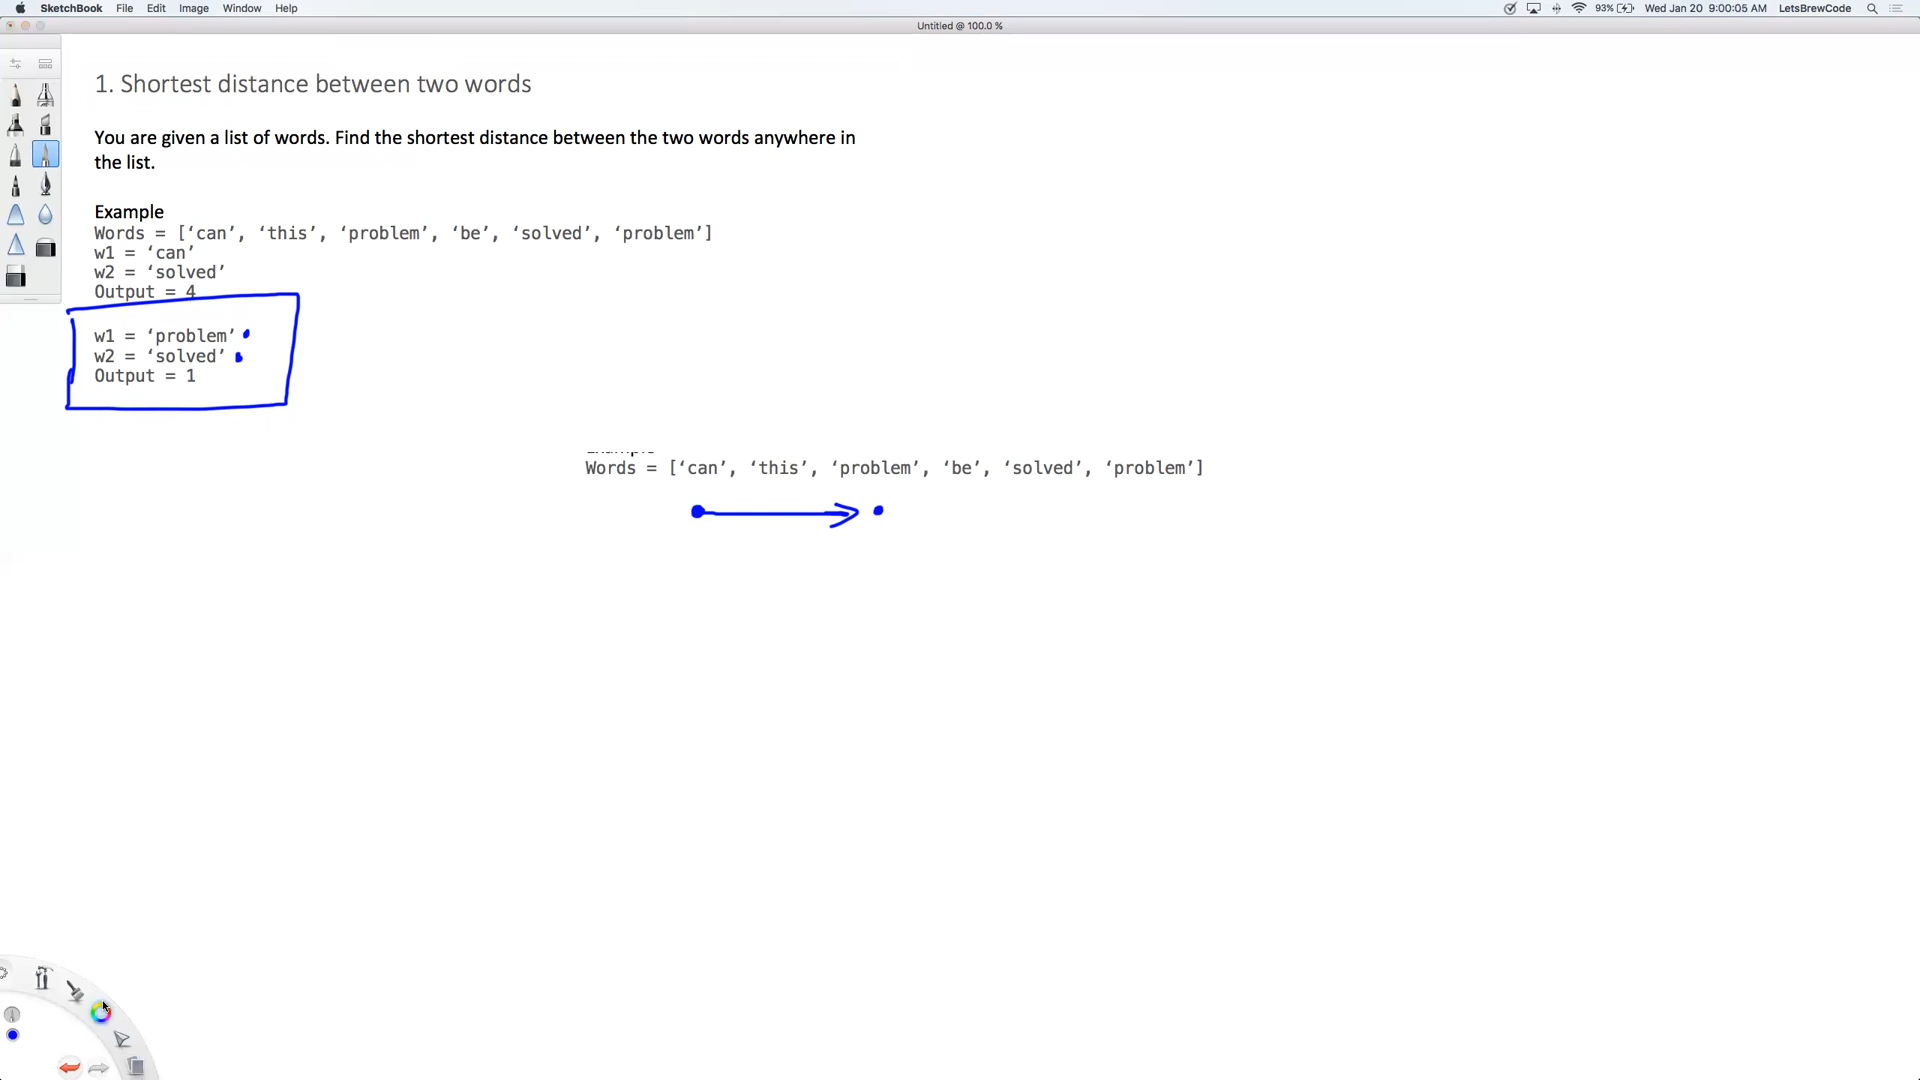 SketchBook File Edit Image Window Help 93% Wed Jan 20 9:00:05 AM LetsBrewCode
Untitled @ 100.0 %
1. Shortest distance between two words
You are given a list of words. Find the shortest distance between the two words anywhere in
the list.
Example
Words = [‘can’, ‘this’, ‘problem’, ‘be’, ‘solved’, ‘problem’]
w1 = ‘can’
w2 = ‘solved’
Output = 4
w1 = ‘problem’
w2 = ‘solved’
Output = 1
Words = [‘can’, ‘this’, ‘problem’, ‘be’, ‘solved’, ‘problem’]